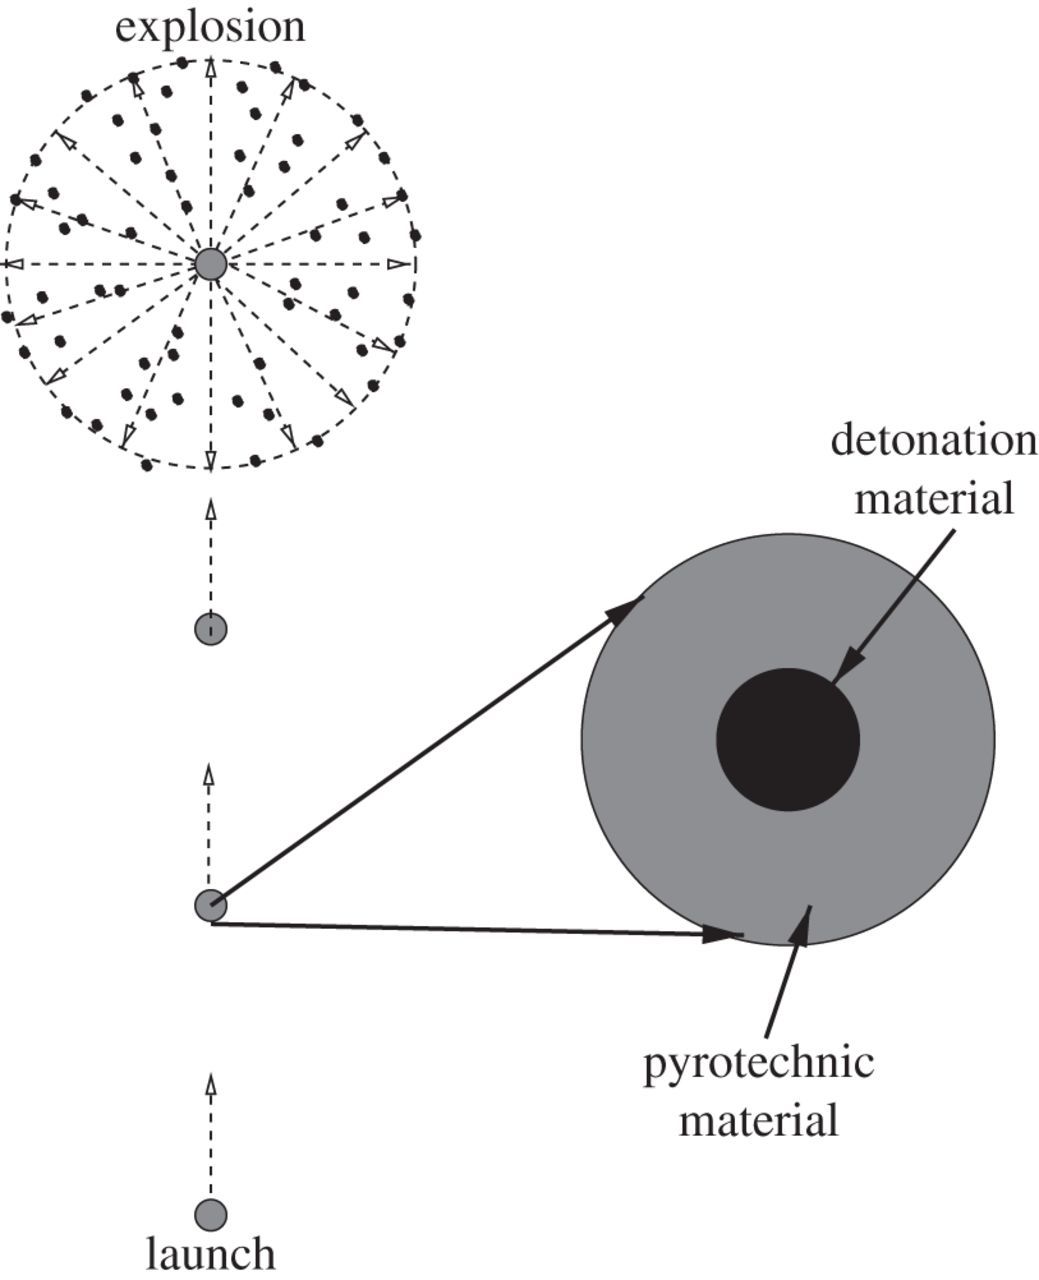 explosion
detonation
material
pyrotechnic
material
launch